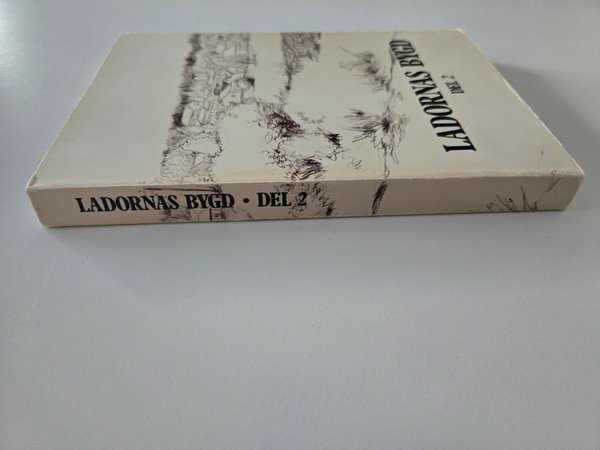 LADORNAS BYGD
DEL 2
LADORNAS BYGD • DEL 2